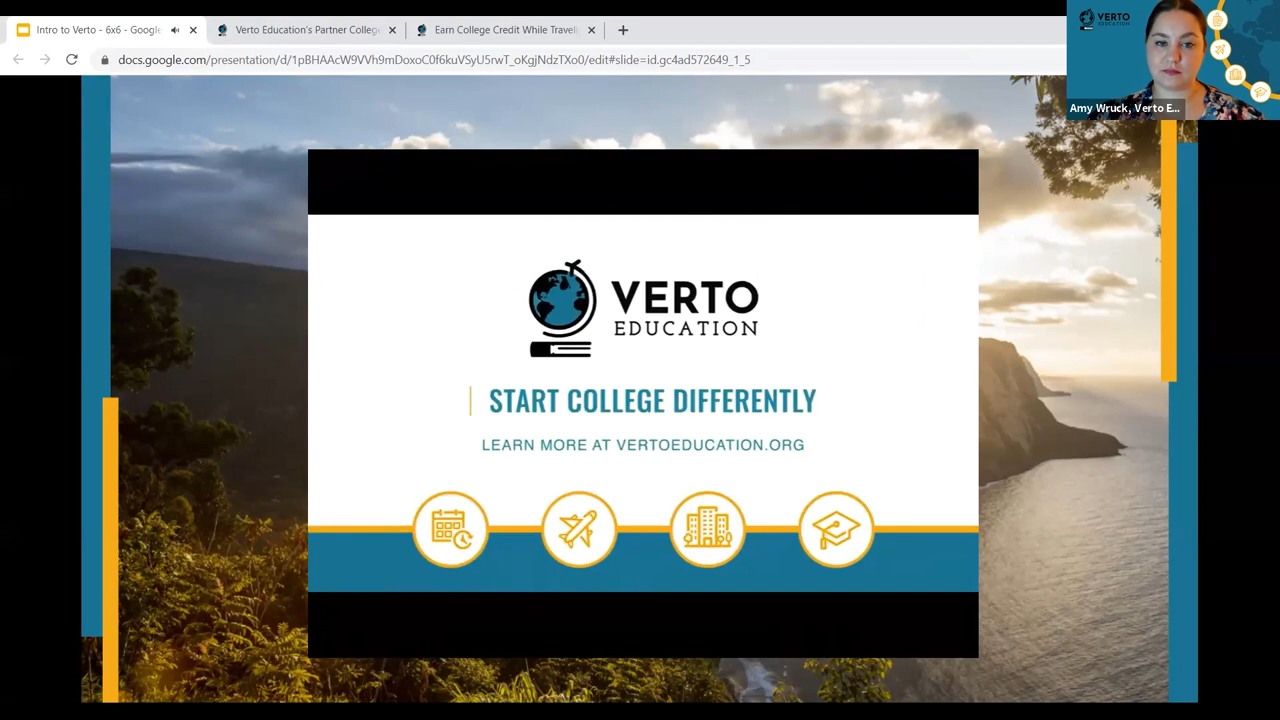 Intro to Verto - 6x6 - Google
Verto Education's Partner Colleg
Earn College Credit While Traveli
docs.google.com/presentation/d/1pBHAAcW9VVh9mDoxoC0f6kuVSyU5rwT_oKgjNdzTXo0/edit#slide=id.gc4ad572649_1_5
VERTO
EDUCATION
Amy Wruck, Verto E...
VERTO
EDUCATION
START COLLEGE DIFFERENTLY
LEARN MORE AT VERTOEDUCATION.ORG